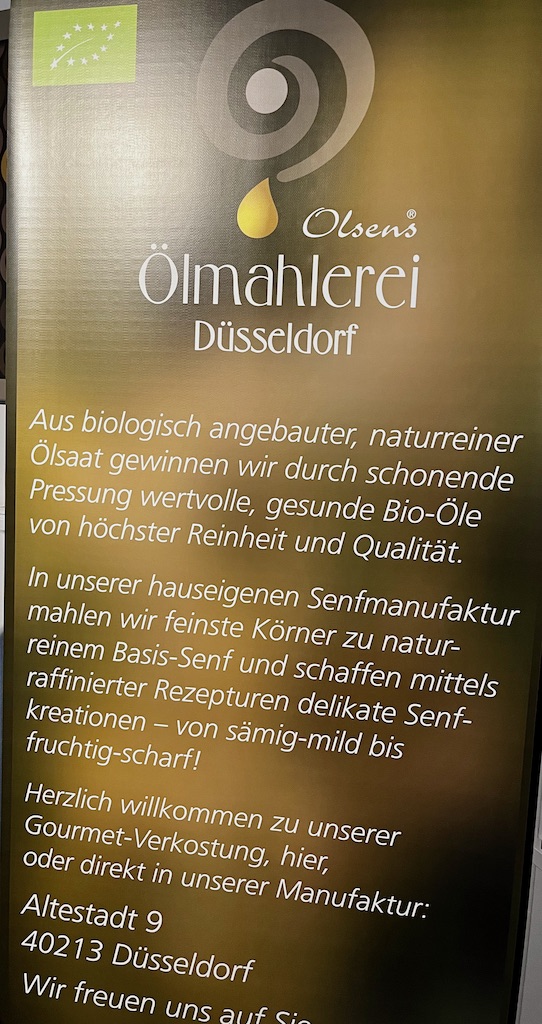 Olsens®
Ölmahlerei
Düsseldorf
Aus biologisch angebauter, naturreiner
Ölsaat gewinnen wir durch schonende
Pressung wertvolle, gesunde Bio-Öle
von höchster Reinheit und Qualität.
In unserer hauseigenen Senfmanufaktur
mahlen wir feinste Körner zu natur-
reinem Basis-Senf und schaffen mittels
raffinierter Rezepturen delikate Senf-
kreationen – von sämig-mild bis
fruchtig-scharf!
Herzlich willkommen zu unserer
Gourmet-Verkostung, hier,
oder direkt in unserer Manufaktur:
Altestadt 9
40213 Düsseldorf
Wir freuen uns auf Sie